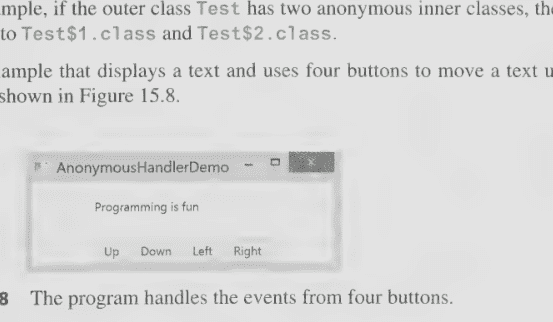 mple, if the outer class Test has two anonymous inner classes, the
to Test$1.class and Test$2.class.
ample that displays a text and uses four buttons to move a text u
shown in Figure 15.8.
AnonymousHandlerDemo
Programming is fun
Up Down Left Right
8 The program handles the events from four buttons.